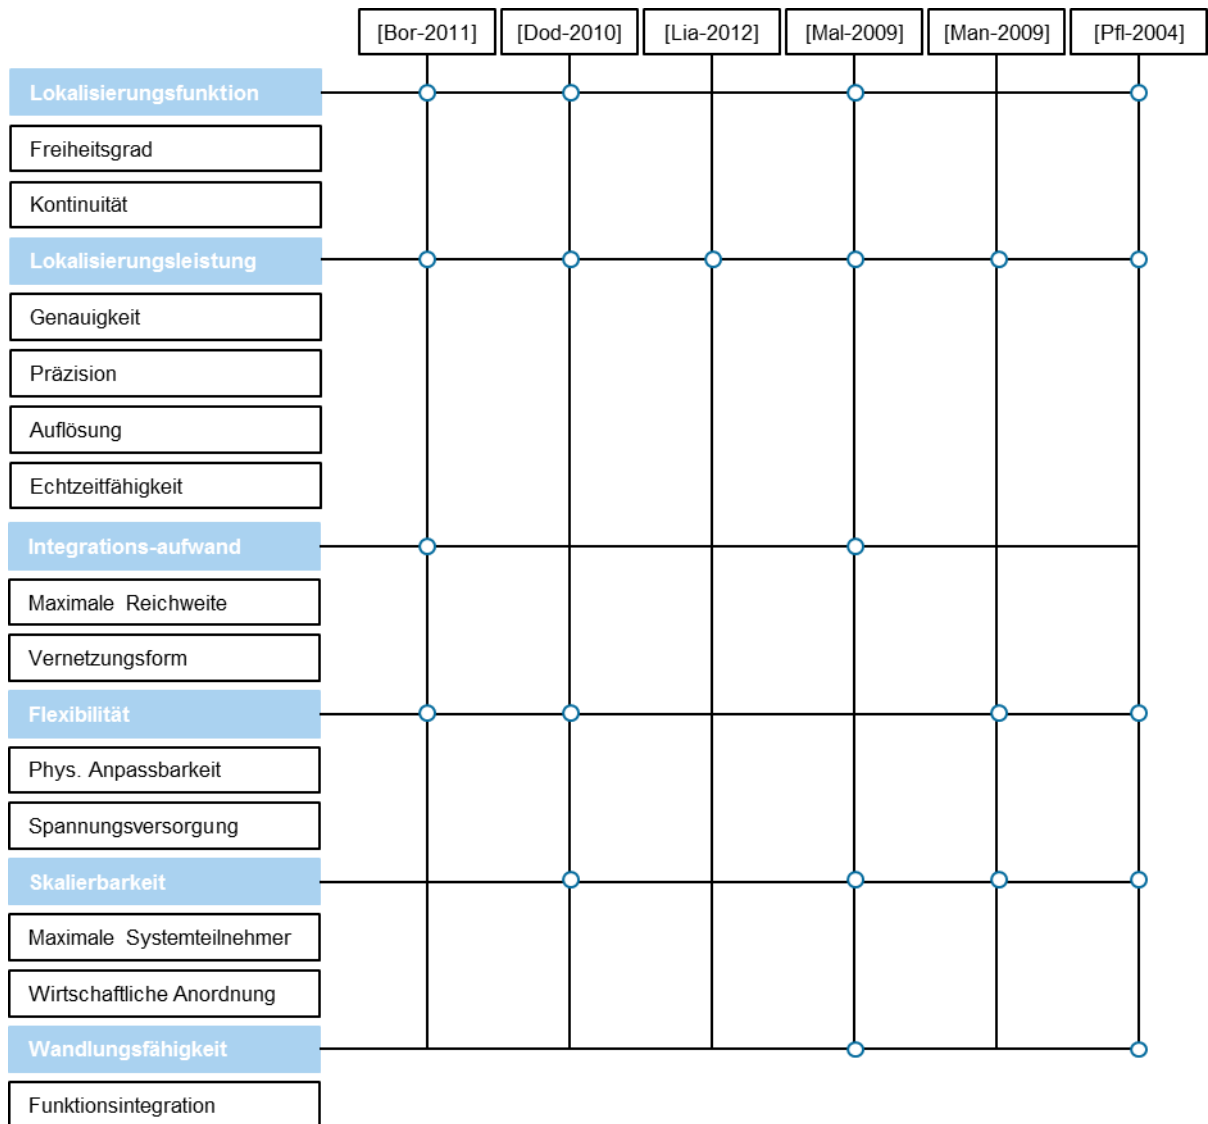 [Bor-2011] [Dod-2010] [Lia-2012] [Mal-2009] [Man-2009] [Pfl-2004]
Lokalisierungsfunktion
Freiheitsgrad
Kontinuität
Lokalisierungsleistung
Genauigkeit
Präzision
Auflösung
Echtzeitfähigkeit
Integrations-aufwand
Maximale Reichweite
Vernetzungsform
Flexibilität
Phys. Anpassbarkeit
Spannungsversorgung
Skalierbarkeit
Maximale Systemteilnehmer
Wirtschaftliche Anordnung
Wandlungsfähigkeit
Funktionsintegration